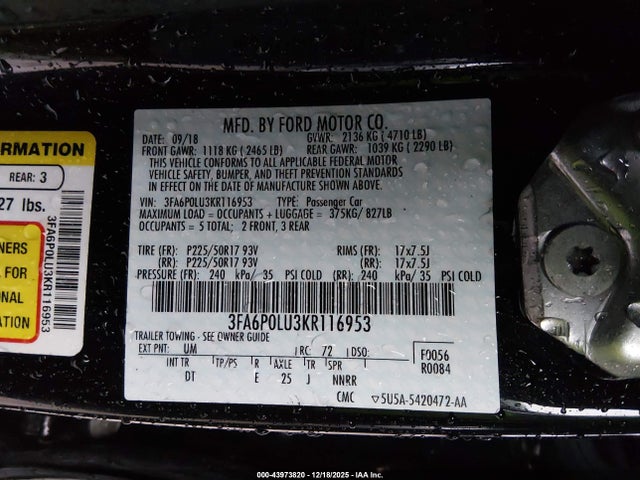 ORMATION
REAR: 3
27 lbs.
NERS
FOR
ONAL
3FA6P0LU3KR116953
MFD. BY FORD MOTOR CO.
DATE: 09/18 GVWR: 2136 KG ( 4710 LB)
FRONT GAWR: 1118 KG ( 2465 LB) REAR GAWR: 1039 KG ( 2290 LB)
THIS VEHICLE CONFORMS TO ALL APPLICABLE FEDERAL MOTOR
VEHICLE SAFETY, BUMPER, AND THEFT PREVENTION STANDARDS
IN EFFECT ON THE DATE OF MANUFACTURE SHOWN ABOVE.
VIN: 3FA6P0LU3KR116953 TYPE: Passenger Car
MAXIMUM LOAD = OCCUPANTS + LUGGAGE = 375KG/ 827LB
OCCUPANTS = 5 TOTAL; 2 FRONT, 3 REAR
TIRE (FR): P225/50R17 93V RIMS (FR): 17x7.5J
(RR): P225/50R17 93V (RR): 17x7.5J
PRESSURE (FR): 240 kPa/ 35 PSI COLD (RR): 240 kPa/ 35 PSI COLD
3FA6P0LU3KR116953
TRAILER TOWING - SEE OWNER GUIDE
EXT PNT: UM RC: 72 DSO: F0056
INT TR TP/PS R AXLE TR SPR R0084
DT E 25 J NNRR
CMC ▽5U5A-5420472-AA
000-43973820 - 12/18/2025 - IAA Inc.